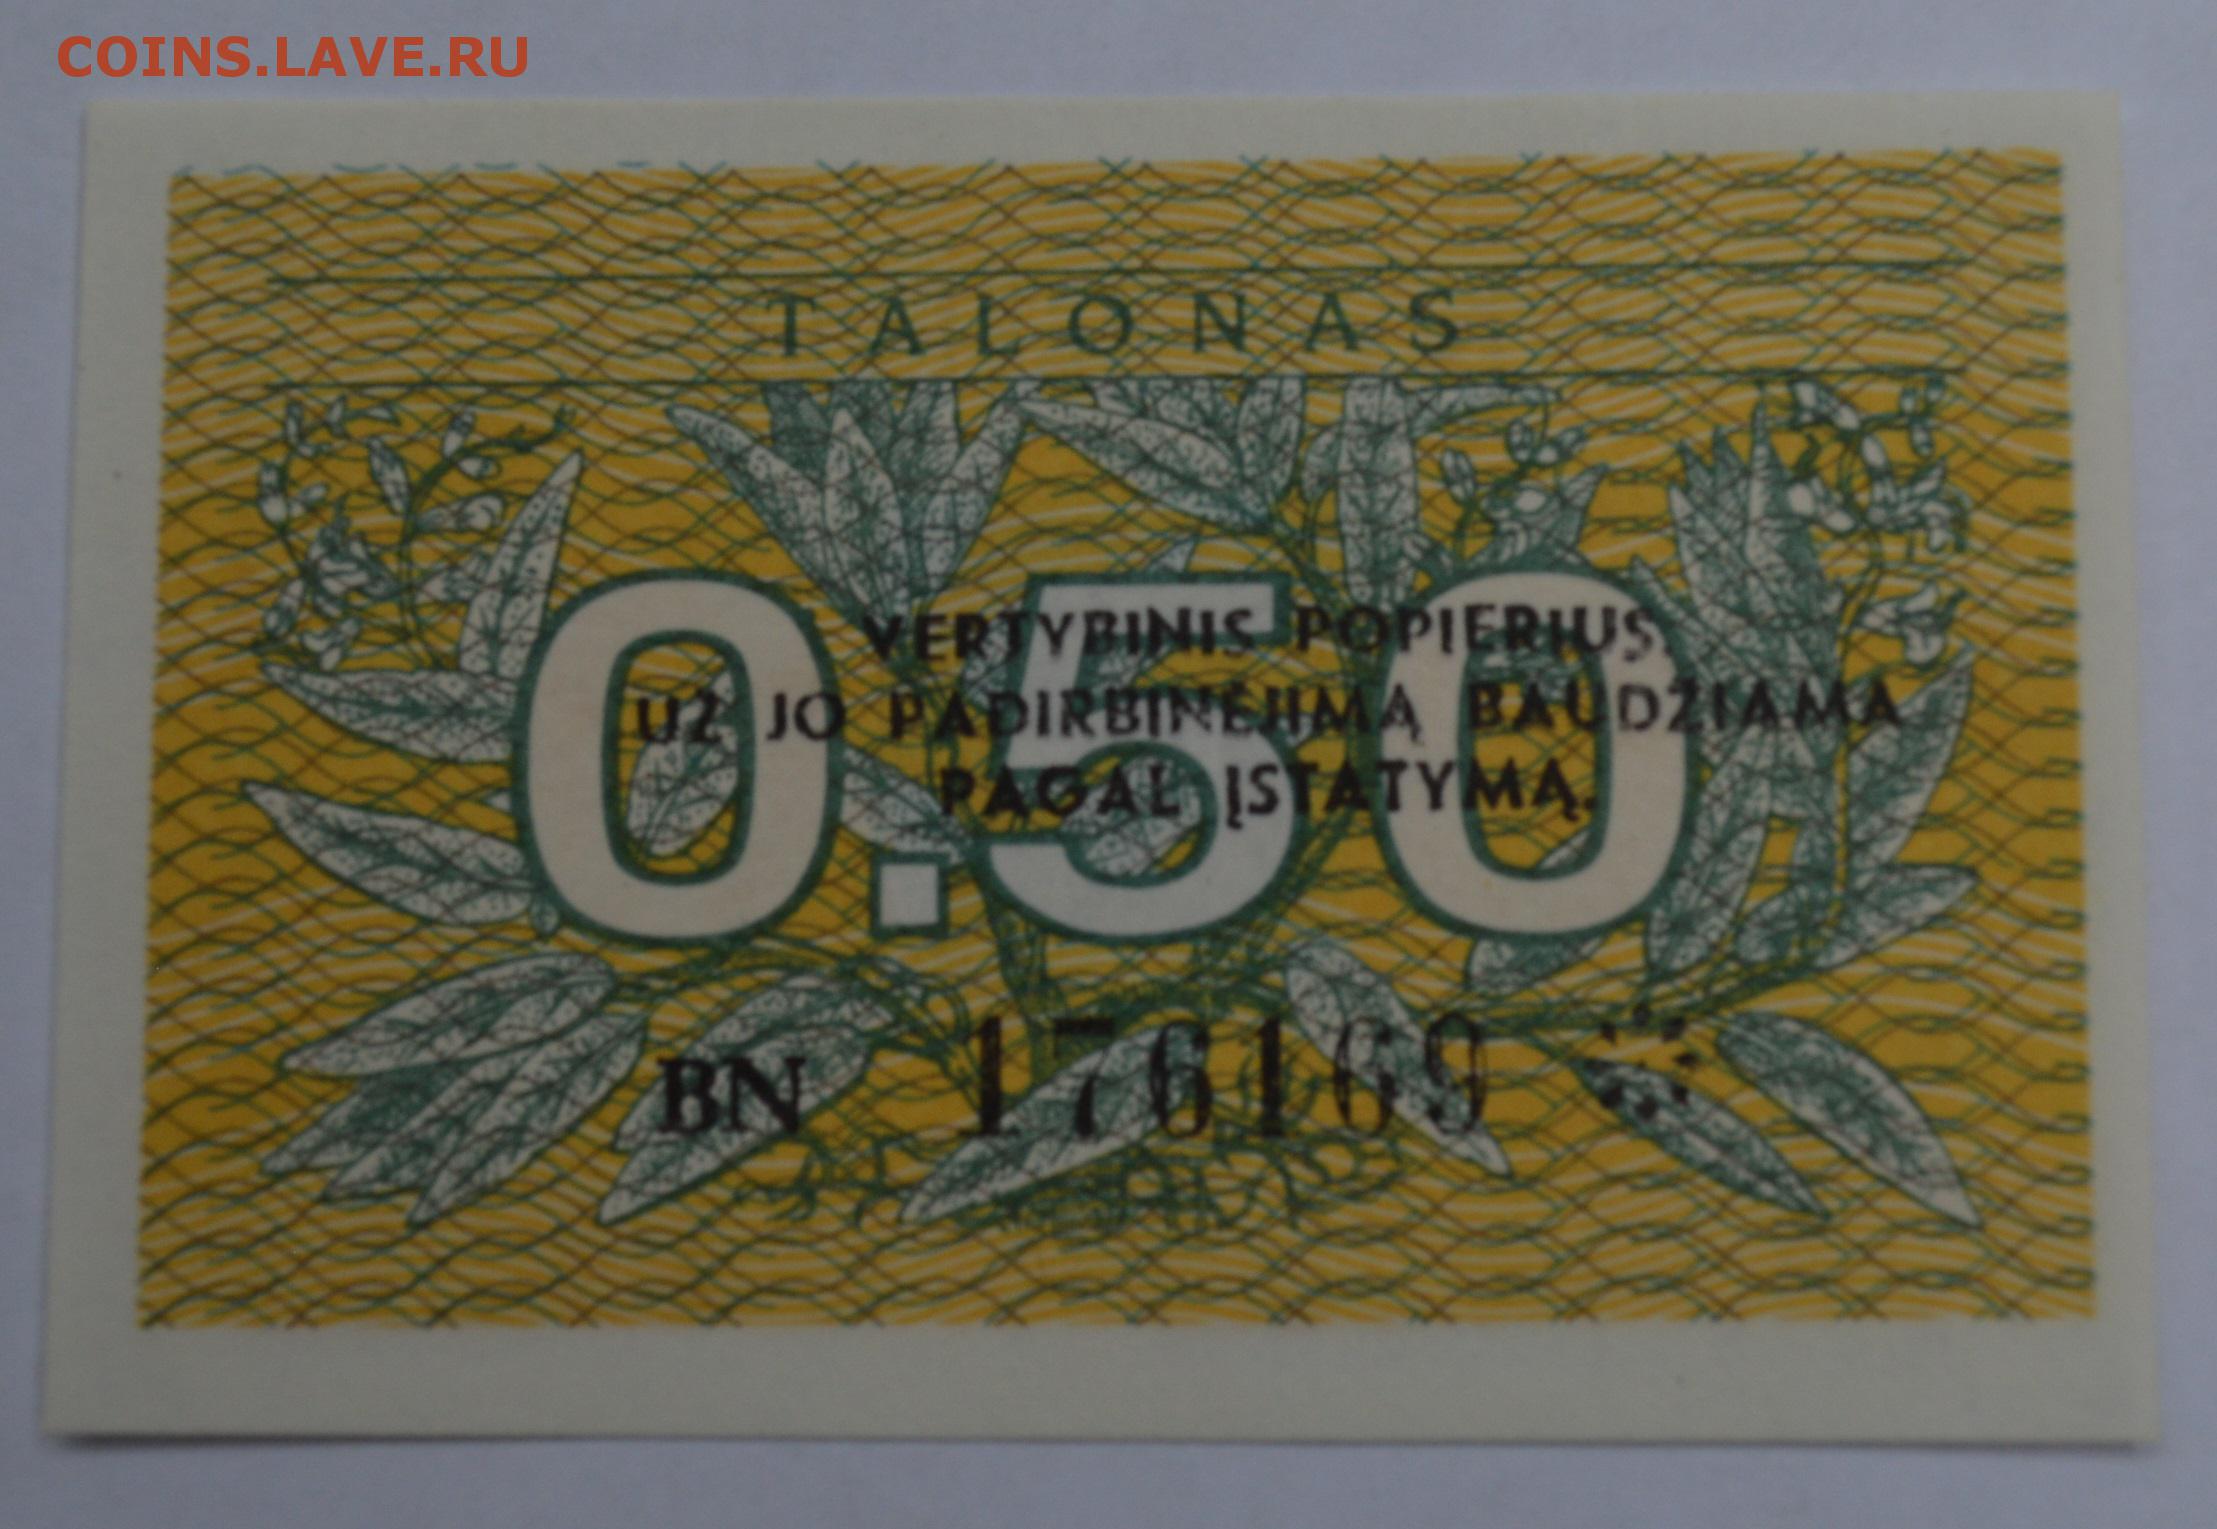 COINS.LAVE.RU
TALONAS
0.50
VERTYBINIS POPIERIUS,
UŽ JO PADIRBINĖJIMĄ BAUDŽIAMA
PAGAL ĮSTATYMĄ.
BN 176169